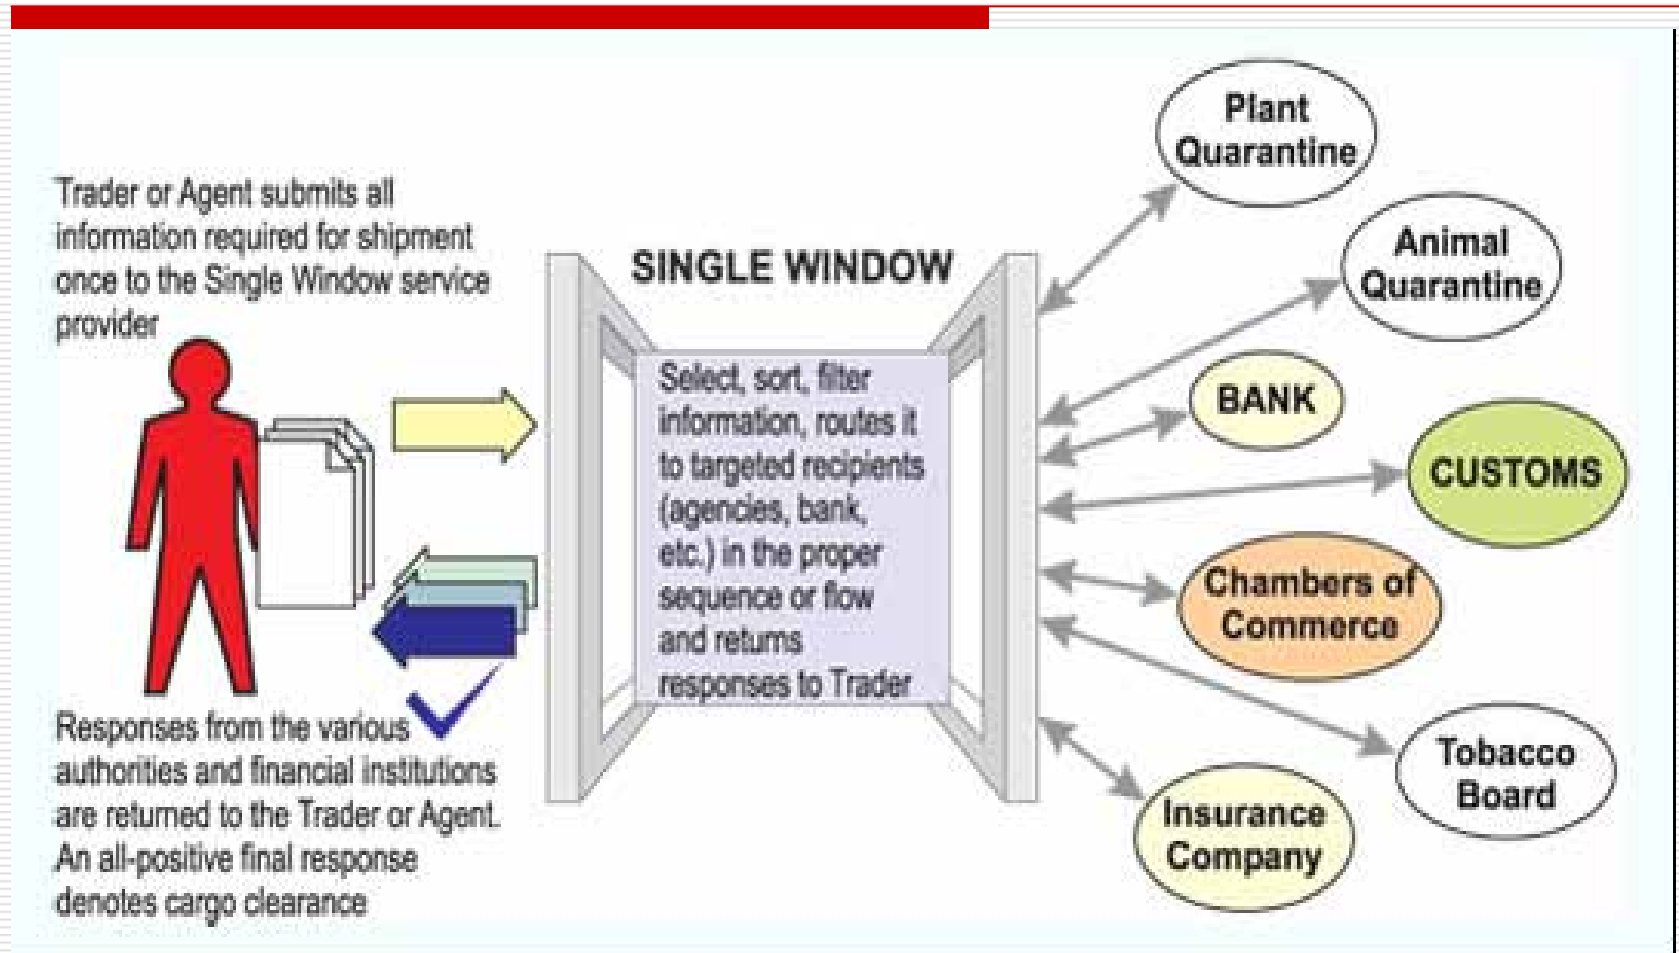 Trader or Agent submits all
information required for shipment
once to the Single Window service
provider
SINGLE WINDOW
Select, sort, filter
information, routes it
to targeted recipients
(agencies, bank,
etc.) in the proper
sequence or flow
and returns
responses to Trader
Responses from the various
authorities and financial institutions
are returned to the Trader or Agent.
An all-positive final response
denotes cargo clearance
Plant
Quarantine
Animal
Quarantine
BANK
CUSTOMS
Chambers of
Commerce
Tobacco
Board
Insurance
Company